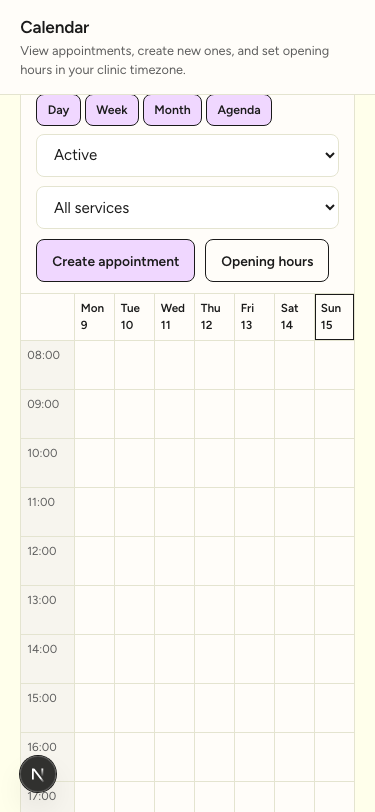 Calendar
View appointments, create new ones, and set opening
hours in your clinic timezone.
Day Week Month Agenda
Active
All services
Create appointment Opening hours
Mon Tue Wed Thu Fri Sat Sun
9 10 11 12 13 14 15
08:00
09:00
10:00
11:00
12:00
13:00
14:00
15:00
16:00
N
17:00